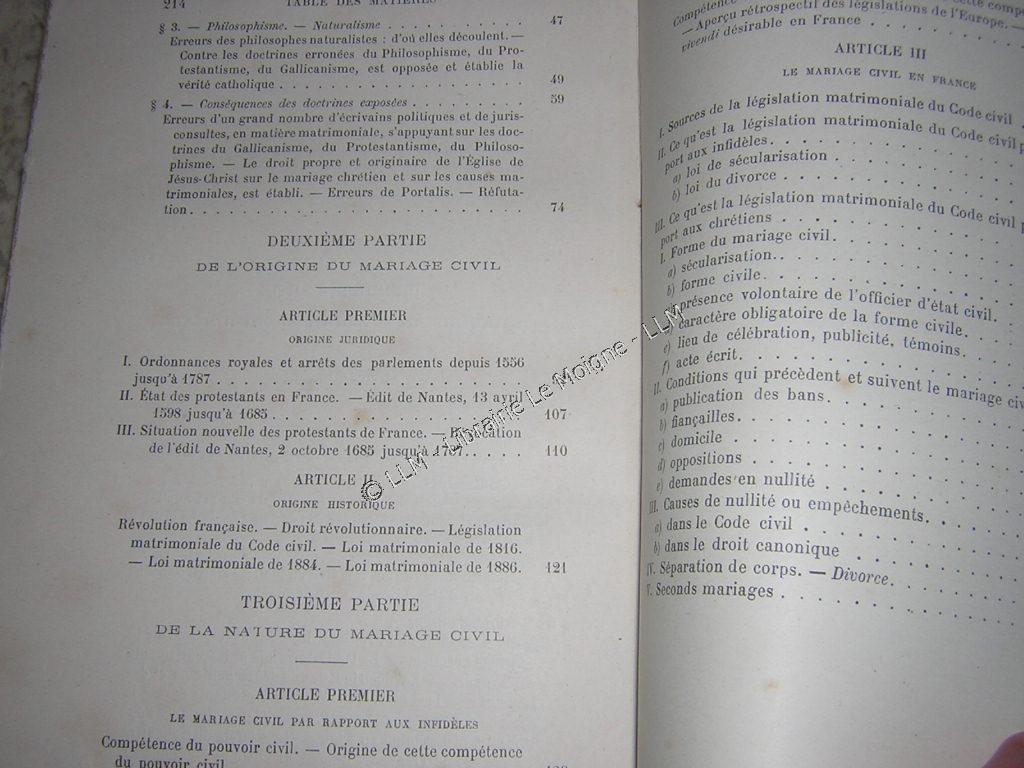 214 TABLE DES MATIÈRES
§ 3. — Philosophisme. — Naturalisme . . . . . . . . . . . 47
Erreurs des philosophes naturalistes : d'où elles découlent. —
Contre les doctrines erronées du Philosophisme, du Pro-
testantisme, du Gallicanisme, est opposée et établie la
vérité catholique . . . . . . . . . . . . . . . . . 49
§ 4. — Conséquences des doctrines exposées . . . . . . . . . 59
Erreurs d'un grand nombre d'écrivains politiques et de juris-
consultes, en matière matrimoniale, s'appuyant sur les doc-
trines du Gallicanisme, du Protestantisme, du Philoso-
phisme. — Le droit propre et originaire de l'Église de
Jésus-Christ sur le mariage chrétien et sur les causes ma-
trimoniales, est établi. — Erreurs de Portalis. — Réfuta-
tion . . . . . . . . . . . . . . . . . . . . . . . 74
DEUXIÈME PARTIE
DE L'ORIGINE DU MARIAGE CIVIL
ARTICLE PREMIER
ORIGINE JURIDIQUE
I. Ordonnances royales et arrêts des parlements depuis 1556
jusqu'à 1787 . . . . . . . . . . . . . . . . . . . .
II. État des protestants en France. — Édit de Nantes, 13 avril
1598 jusqu'à 1685 . . . . . . . . . . . . . . . . . 107
III. Situation nouvelle des protestants de France. — Révocation
de l'édit de Nantes, 2 octobre 1685 jusqu'à 1787. . . . . 110
ARTICLE II
ORIGINE HISTORIQUE
Révolution française. — Droit révolutionnaire. — Législation
matrimoniale du Code civil. — Loi matrimoniale de 1816.
— Loi matrimoniale de 1884. — Loi matrimoniale de 1886. 121
TROISIÈME PARTIE
DE LA NATURE DU MARIAGE CIVIL
ARTICLE PREMIER
LE MARIAGE CIVIL PAR RAPPORT AUX INFIDÈLES
Compétence du pouvoir civil. — Origine de cette compétence
du pouvoir civil
Compétence
— Aperçu rétrospectif des législations de l'Europe. —
vivendi désirable en France . . . . . . .
ARTICLE III
LE MARIAGE CIVIL EN FRANCE
I. Sources de la législation matrimoniale du Code civil .
II. Ce qu'est la législation matrimoniale du Code civil p
port aux infidèles. . . . . . . . . . .
a) loi de sécularisation . . . . . . . .
b) loi du divorce . . . . . . . . . .
III. Ce qu'est la législation matrimoniale du Code civil p
port aux chrétiens . . . . . . . . . .
I. Forme du mariage civil. . . . . . . . .
a) sécularisation. . . . . . . . . . .
b) forme civile. . . . . . . . . . .
présence volontaire de l'officier d'état civil. . .
caractère obligatoire de la forme civile. . . .
e) lieu de célébration, publicité, témoins. . . .
f) acte écrit. . . . . . . . . . . .
II. Conditions qui précèdent et suivent le mariage civ
a) publication des bans. . . . . . . . .
b) fiançailles. . . . . . . . . . . .
c) domicile . . . . . . . . . . . .
d) oppositions . . . . . . . . . . .
e) demandes en nullité . . . . . . . .
III. Causes de nullité ou empêchements. . . . . .
a) dans le Code civil . . . . . . . . .
b) dans le droit canonique . . . . . . .
IV. Séparation de corps. — Divorce. . . . . . .
V. Seconds mariages . . . . . . . . . . .
© LLM - Librairie Le Moigne - LLM